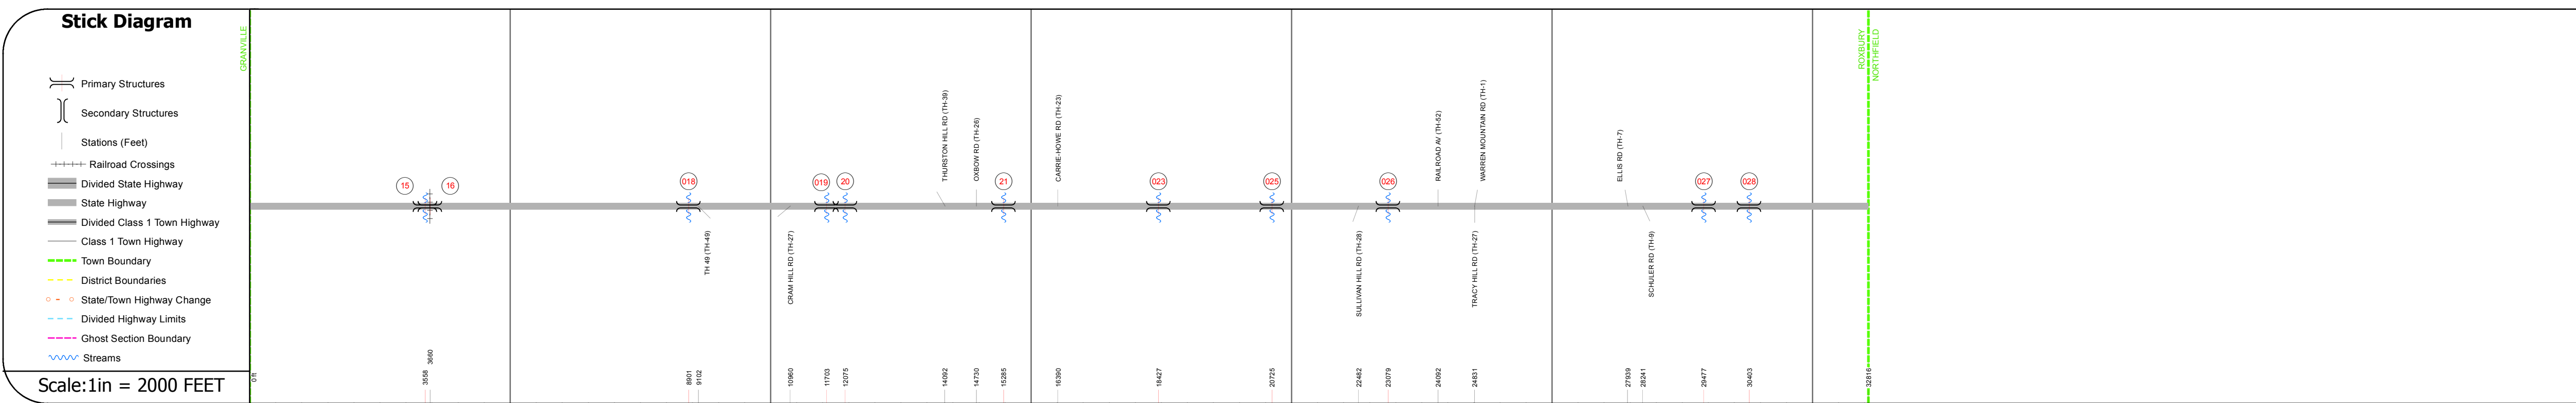 Stick Diagram
Primary Structures
Secondary Structures
Stations (Feet)
Railroad Crossings
Divided State Highway
State Highway
Divided Class 1 Town Highway
Class 1 Town Highway
Town Boundary
District Boundaries
State/Town Highway Change
Divided Highway Limits
Ghost Section Boundary
Streams
Scale:1in = 2000 FEET
GRANVILLE
ROXBURY
NORTHFIELD
15
16
018
019
20
21
023
025
026
027
028
THURSTON HILL RD (TH-39)
OXBOW RD (TH-26)
CARRIE-HOWE RD (TH-23)
RAILROAD AV (TH-52)
WARREN MOUNTAIN RD (TH-1)
ELLIS RD (TH-7)
TH 49 (TH-49)
CRAM HILL RD (TH-27)
SULLIVAN HILL RD (TH-28)
TRACY HILL RD (TH-27)
SCHULER RD (TH-9)
0 ft
3558
3660
8901
9102
10960
11703
12075
14092
14730
15285
16390
18427
20725
22482
23079
24092
24831
27939
28241
29477
30403
32816